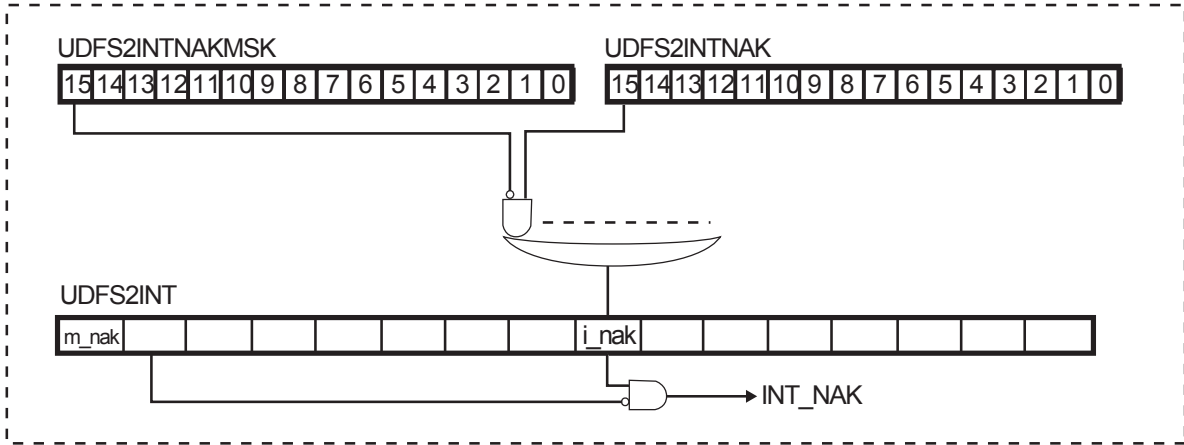 UDFS2INTNAKMSK
UDFS2INTNAK
15 14 13 12 11 10 9 8 7 6 5 4 3 2 1 0
15 14 13 12 11 10 9 8 7 6 5 4 3 2 1 0
UDFS2INT
m_nak
i_nak
INT_NAK